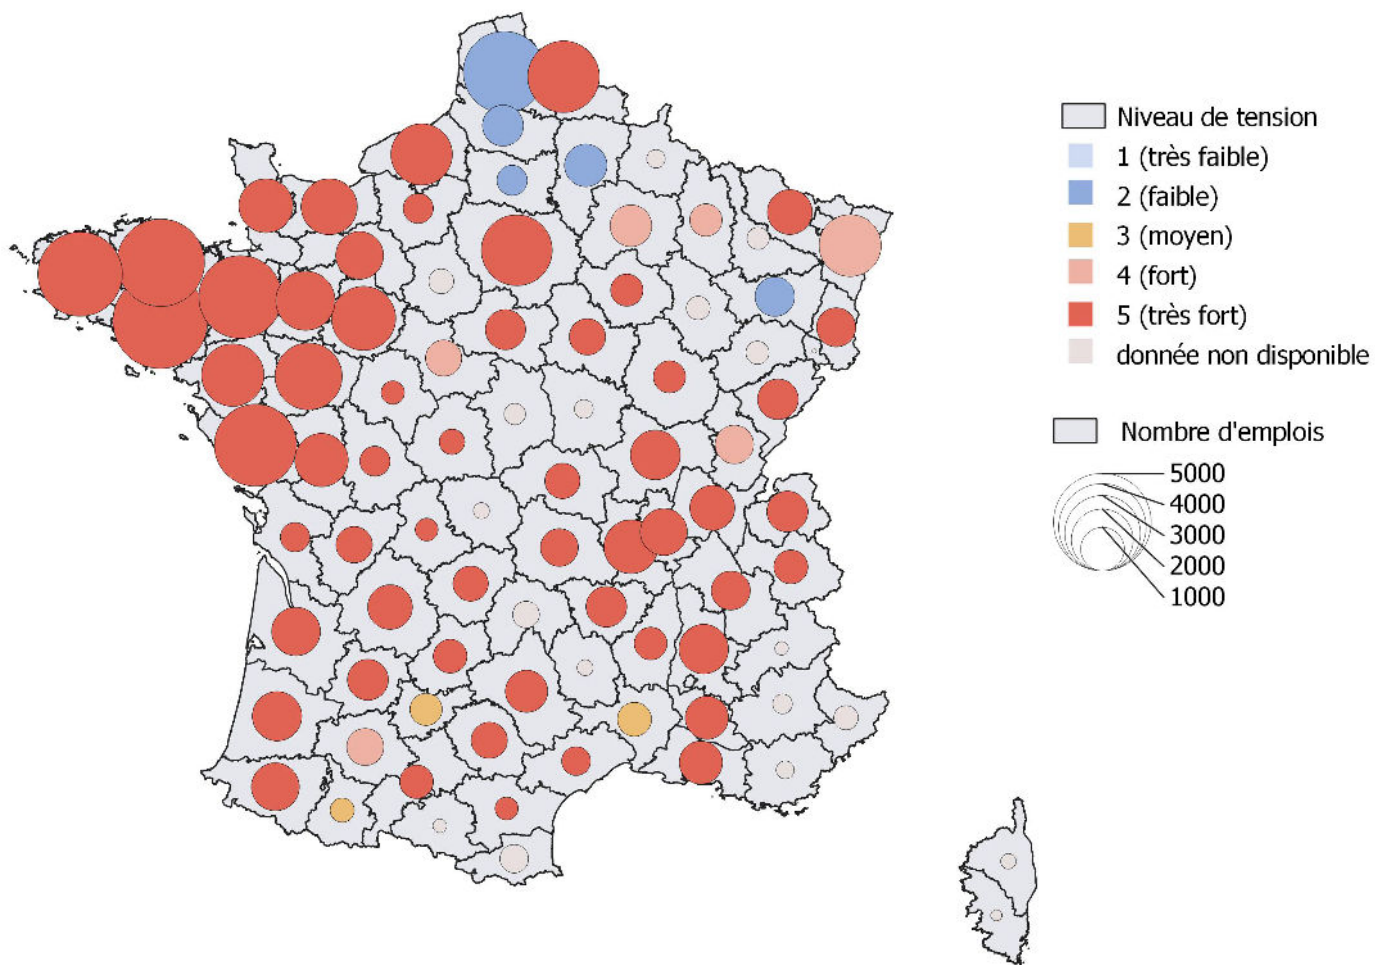 Niveau de tension
1 (très faible)
2 (faible)
3 (moyen)
4 (fort)
5 (très fort)
donnée non disponible
Nombre d'emplois
5000
4000
3000
2000
1000